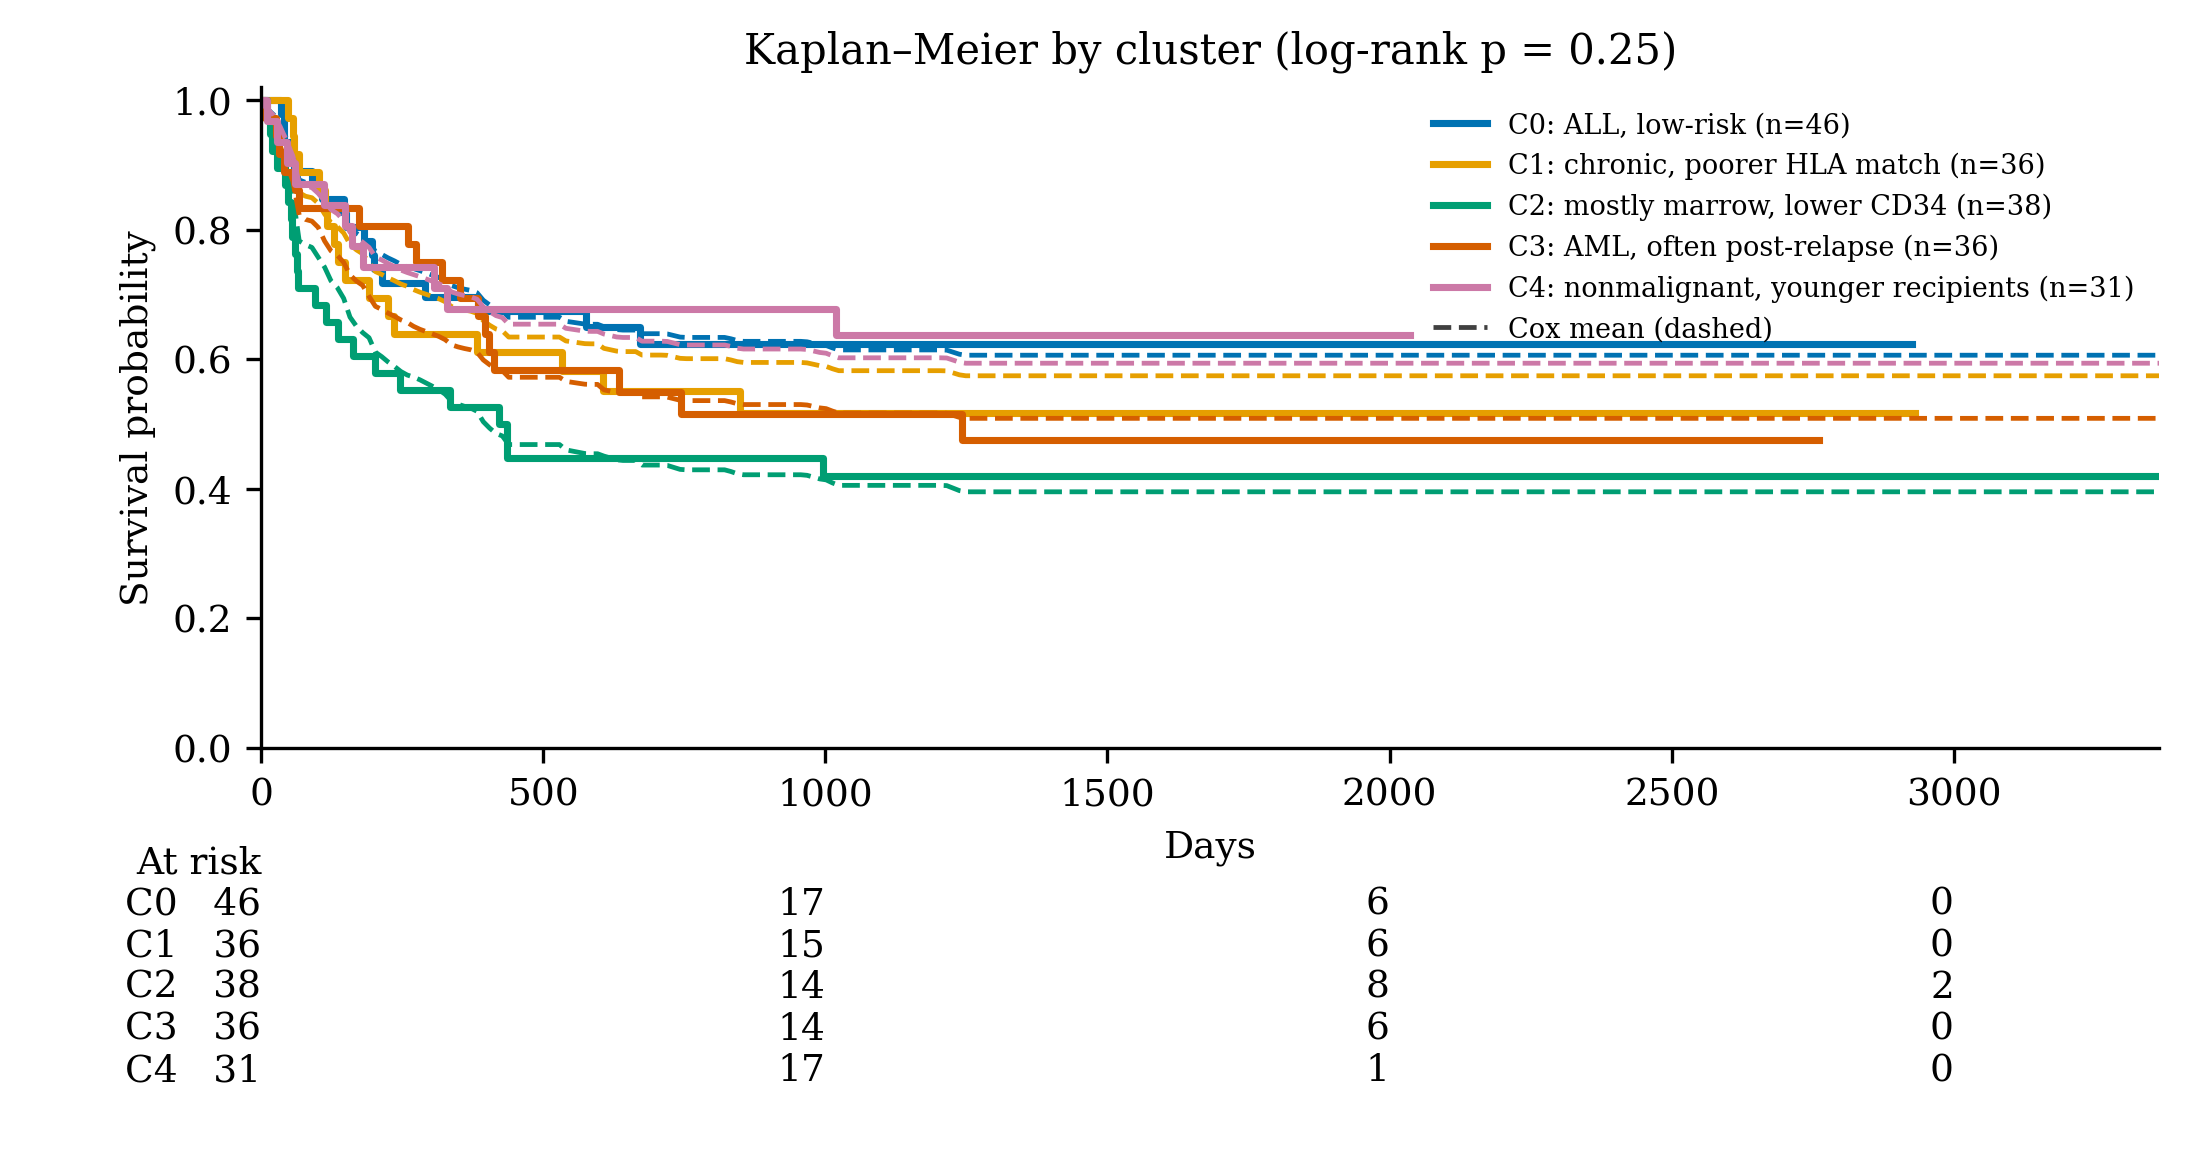 Kaplan–Meier by cluster (log-rank p = 0.25)
C0: ALL, low-risk (n=46)
C1: chronic, poorer HLA match (n=36)
C2: mostly marrow, lower CD34 (n=38)
C3: AML, often post-relapse (n=36)
C4: nonmalignant, younger recipients (n=31)
Cox mean (dashed)
Survival probability
1.0
0.8
0.6
0.4
0.2
0.0
0 500 1000 1500 2000 2500 3000
Days
At risk
C0 46 17 6 0
C1 36 15 6 0
C2 38 14 8 2
C3 36 14 6 0
C4 31 17 1 0